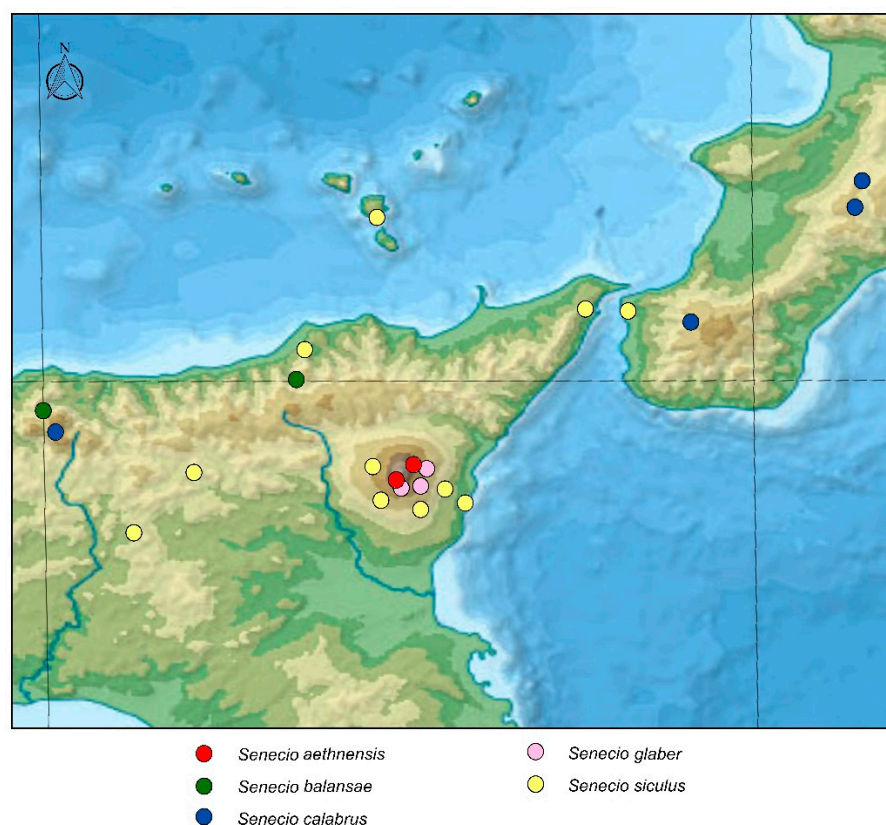 N
Senecio aethnensis
Senecio glaber
Senecio balansae
Senecio siculus
Senecio calabrus